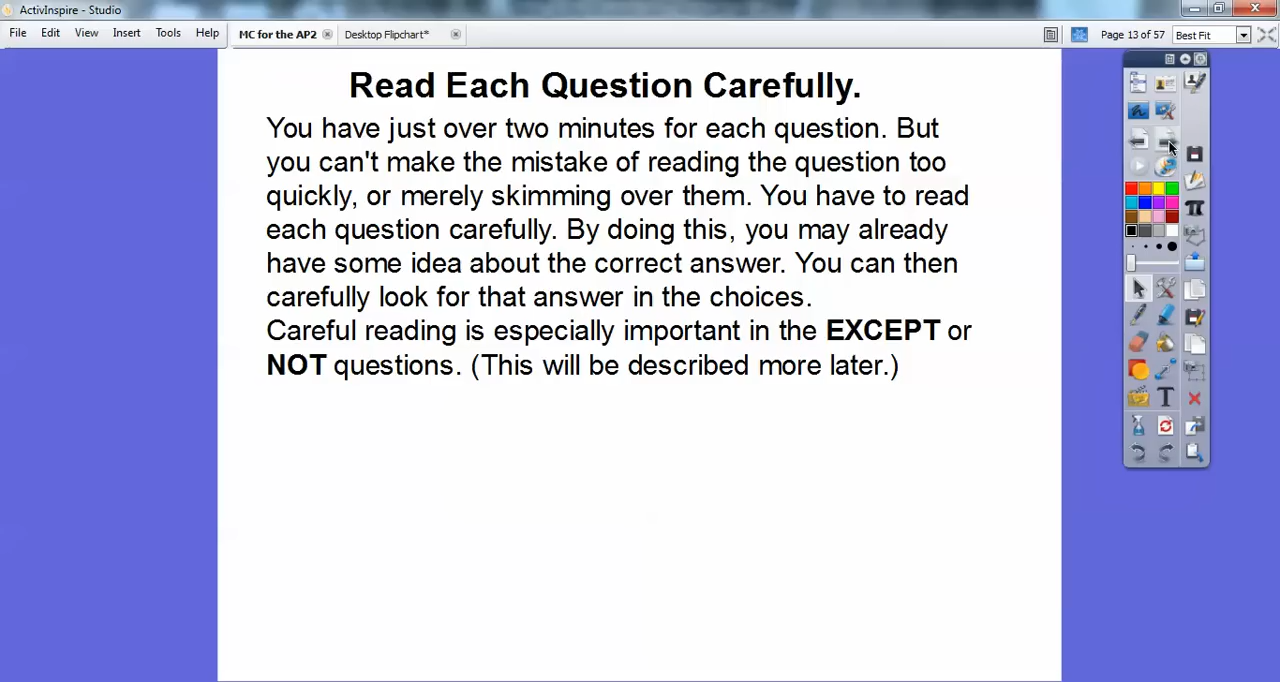 ActivInspire - Studio
File Edit View Insert Tools Help MC for the AP2 Desktop Flipchart* Page 13 of 57 Best Fit
Read Each Question Carefully.
You have just over two minutes for each question. But
you can't make the mistake of reading the question too
quickly, or merely skimming over them. You have to read
each question carefully. By doing this, you may already
have some idea about the correct answer. You can then
carefully look for that answer in the choices.
Careful reading is especially important in the EXCEPT or
NOT questions. (This will be described more later.)